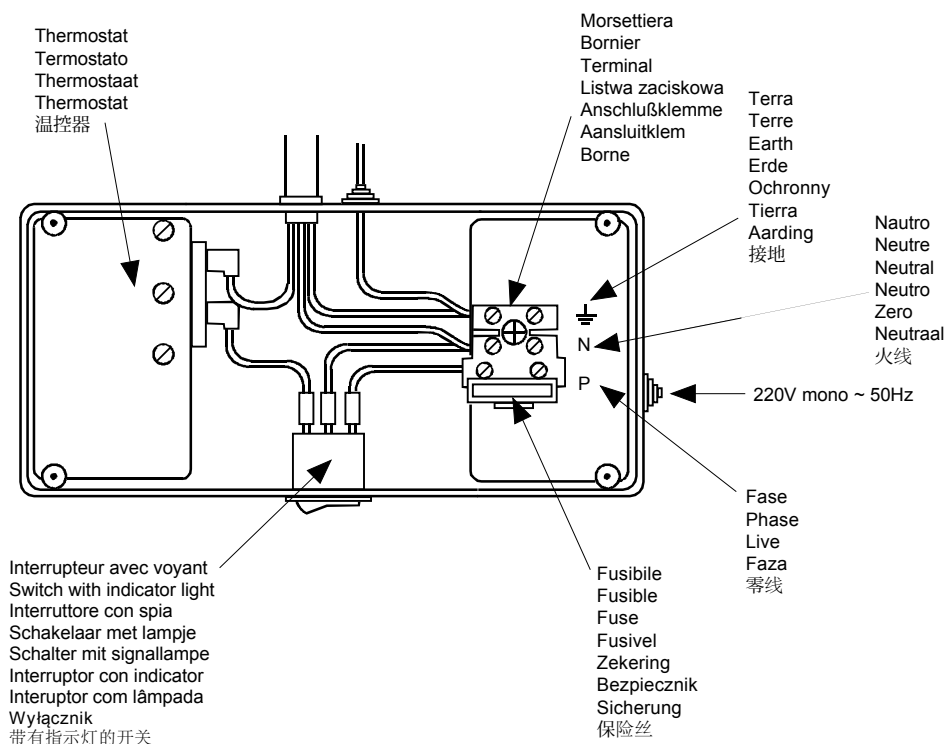 Thermostat
Termostato
Thermostaat
Thermostat
温控器
Morsettiera
Bornier
Terminal
Listwa zaciskowa
Anschlußklemme
Aansluitklem
Borne
Terra
Terre
Earth
Erde
Ochronny
Tierra
Aarding
接地
Nautro
Neutre
Neutral
Neutro
Zero
Neutraal
火线
N
P
220V mono ~ 50Hz
Fase
Phase
Live
Faza
零线
Interrupteur avec voyant
Switch with indicator light
Interruttore con spia
Schakelaar met lampje
Schalter mit signallampe
Interruptor con indicator
Interuptor com lâmpada
Wyłącznik
带有指示灯的开关
Fusibile
Fusible
Fuse
Fusivel
Zekering
Bezpiecznik
Sicherung
保险丝